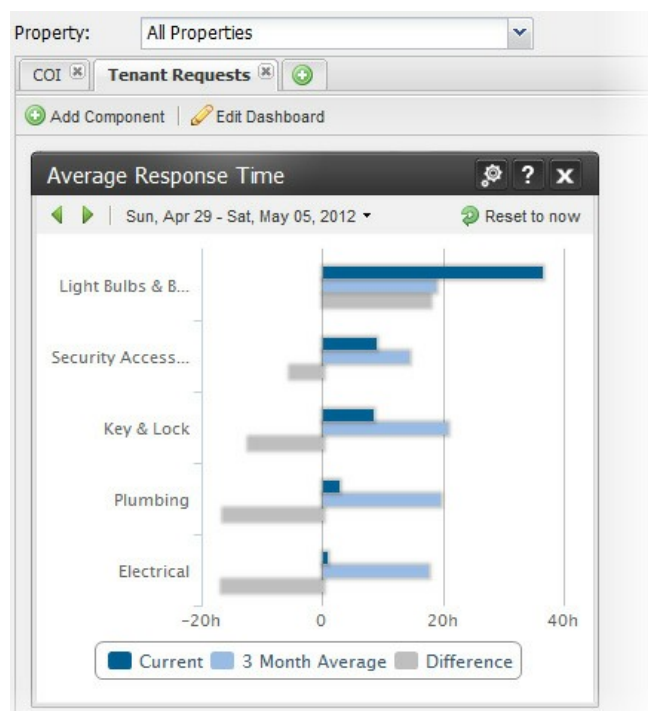 Property: All Properties
COI Tenant Requests
Add Component Edit Dashboard
Average Response Time ?
Sun, Apr 29 - Sat, May 05, 2012 Reset to now
Light Bulbs & B...
Security Access...
Key & Lock
Plumbing
Electrical
-20h 0 20h 40h
Current 3 Month Average Difference